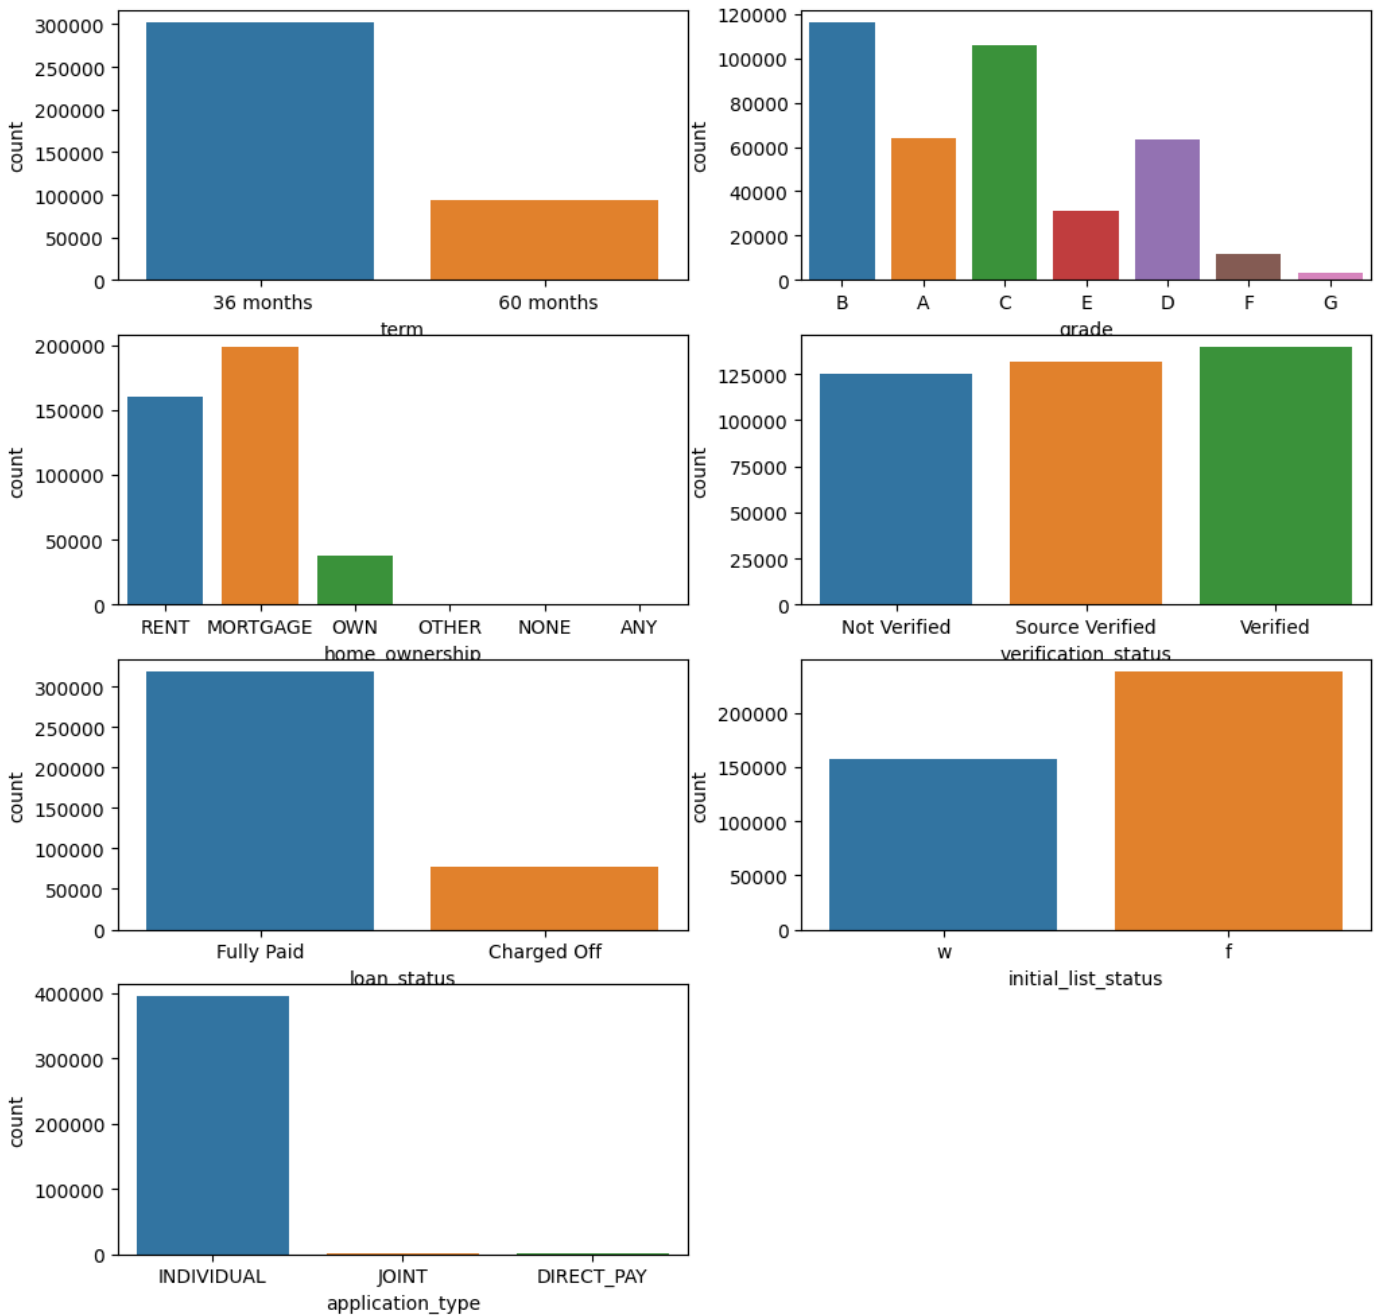 300000
250000
200000
150000
100000
50000
0
count
36 months 60 months
term
120000
100000
80000
60000
40000
20000
0
count
B A C E D F G
grade
200000
150000
100000
50000
0
count
RENT MORTGAGE OWN OTHER NONE ANY
home_ownership
125000
100000
75000
50000
25000
0
count
Not Verified Source Verified Verified
verification_status
300000
250000
200000
150000
100000
50000
0
count
Fully Paid Charged Off
loan_status
200000
150000
100000
50000
0
count
w f
initial_list_status
400000
300000
200000
100000
0
count
INDIVIDUAL JOINT DIRECT_PAY
application_type